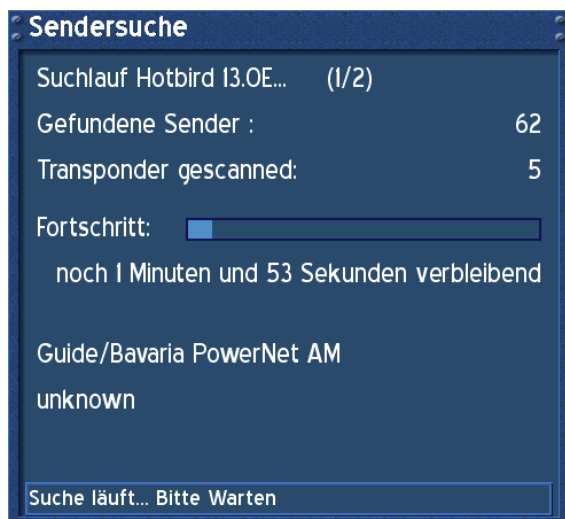 Sendersuche
Suchlauf Hotbird 13.0E... (1/2)
Gefundene Sender : 62
Transponder gescanned: 5
Fortschritt:
noch 1 Minuten und 53 Sekunden verbleibend
Guide/Bavaria PowerNet AM
unknown
Suche läuft... Bitte Warten